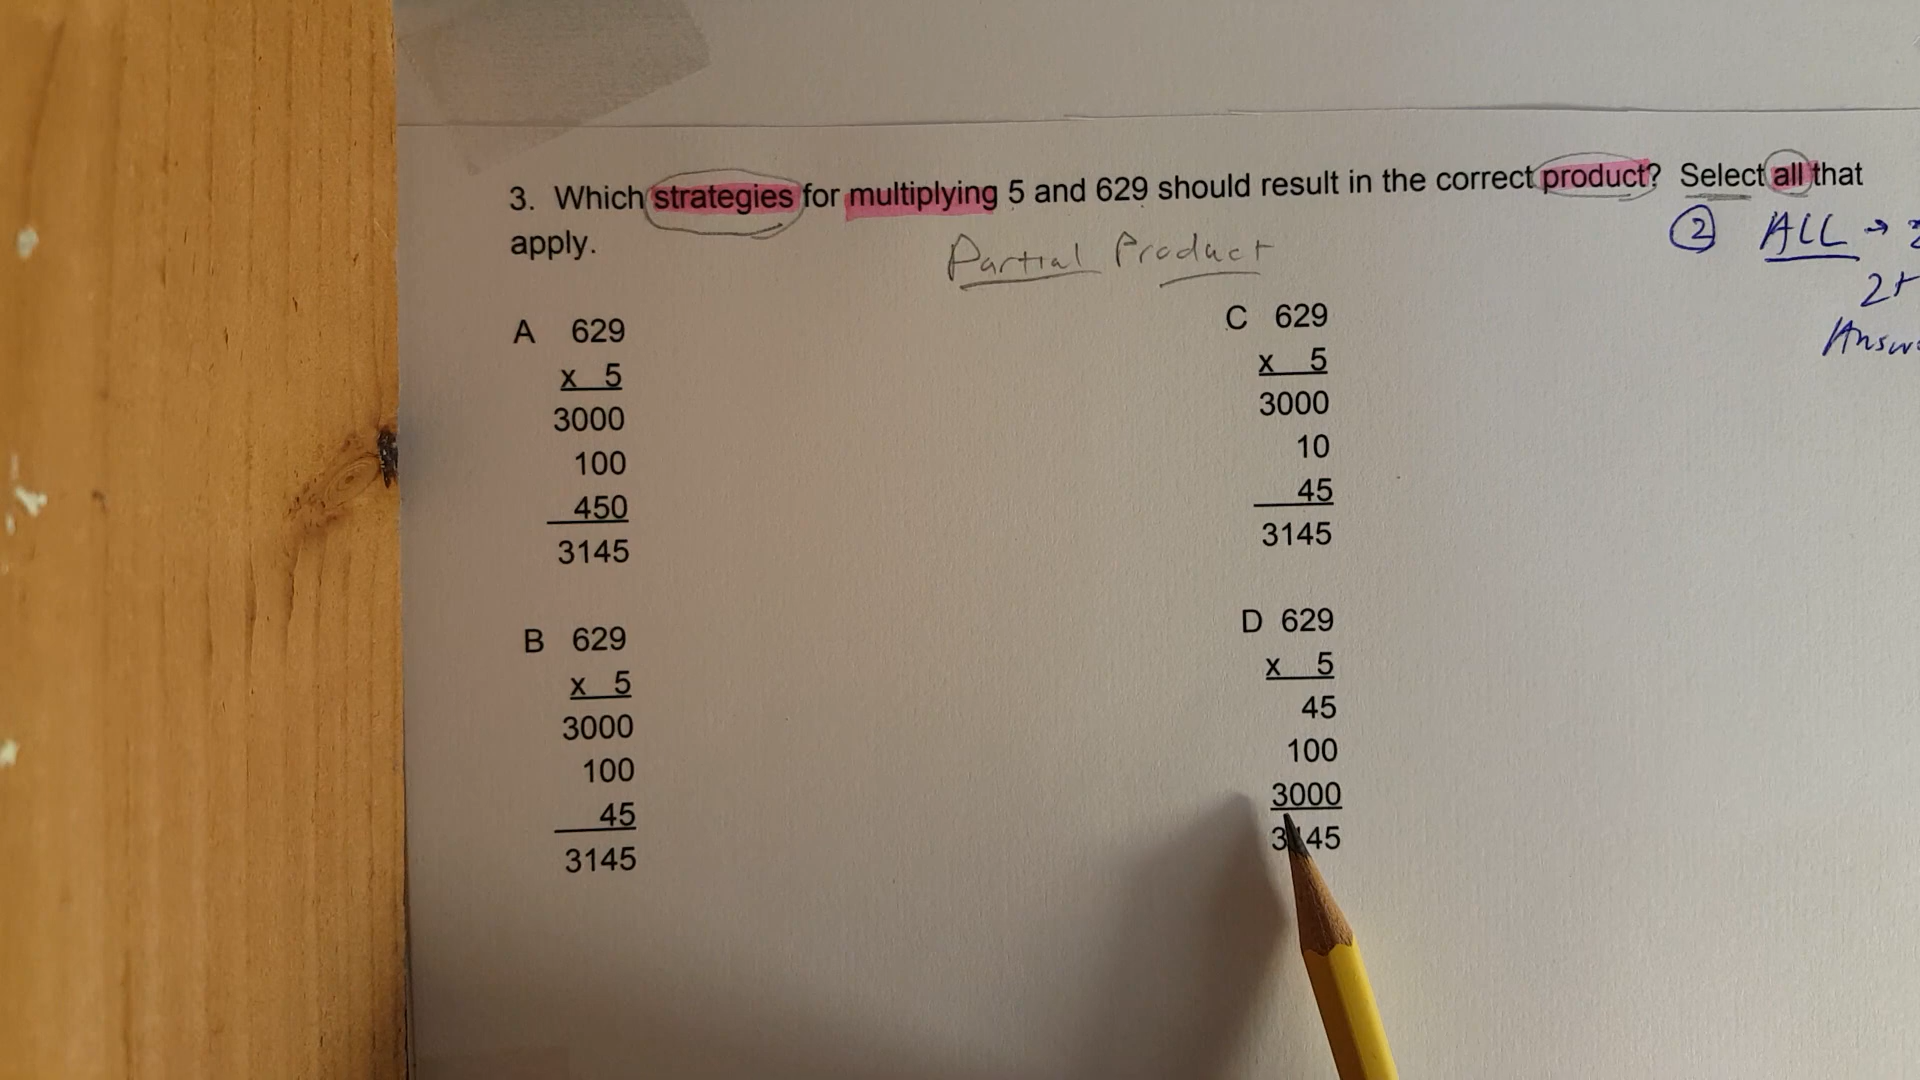 3. Which strategies for multiplying 5 and 629 should result in the correct product? Select all that
apply.
Partial Product
② ALL →
2+
A 629
x 5
3000
100
450
3145
B 629
x 5
3000
100
45
3145
C 629
x 5
3000
10
45
3145
D 629
x 5
45
100
3000
3145